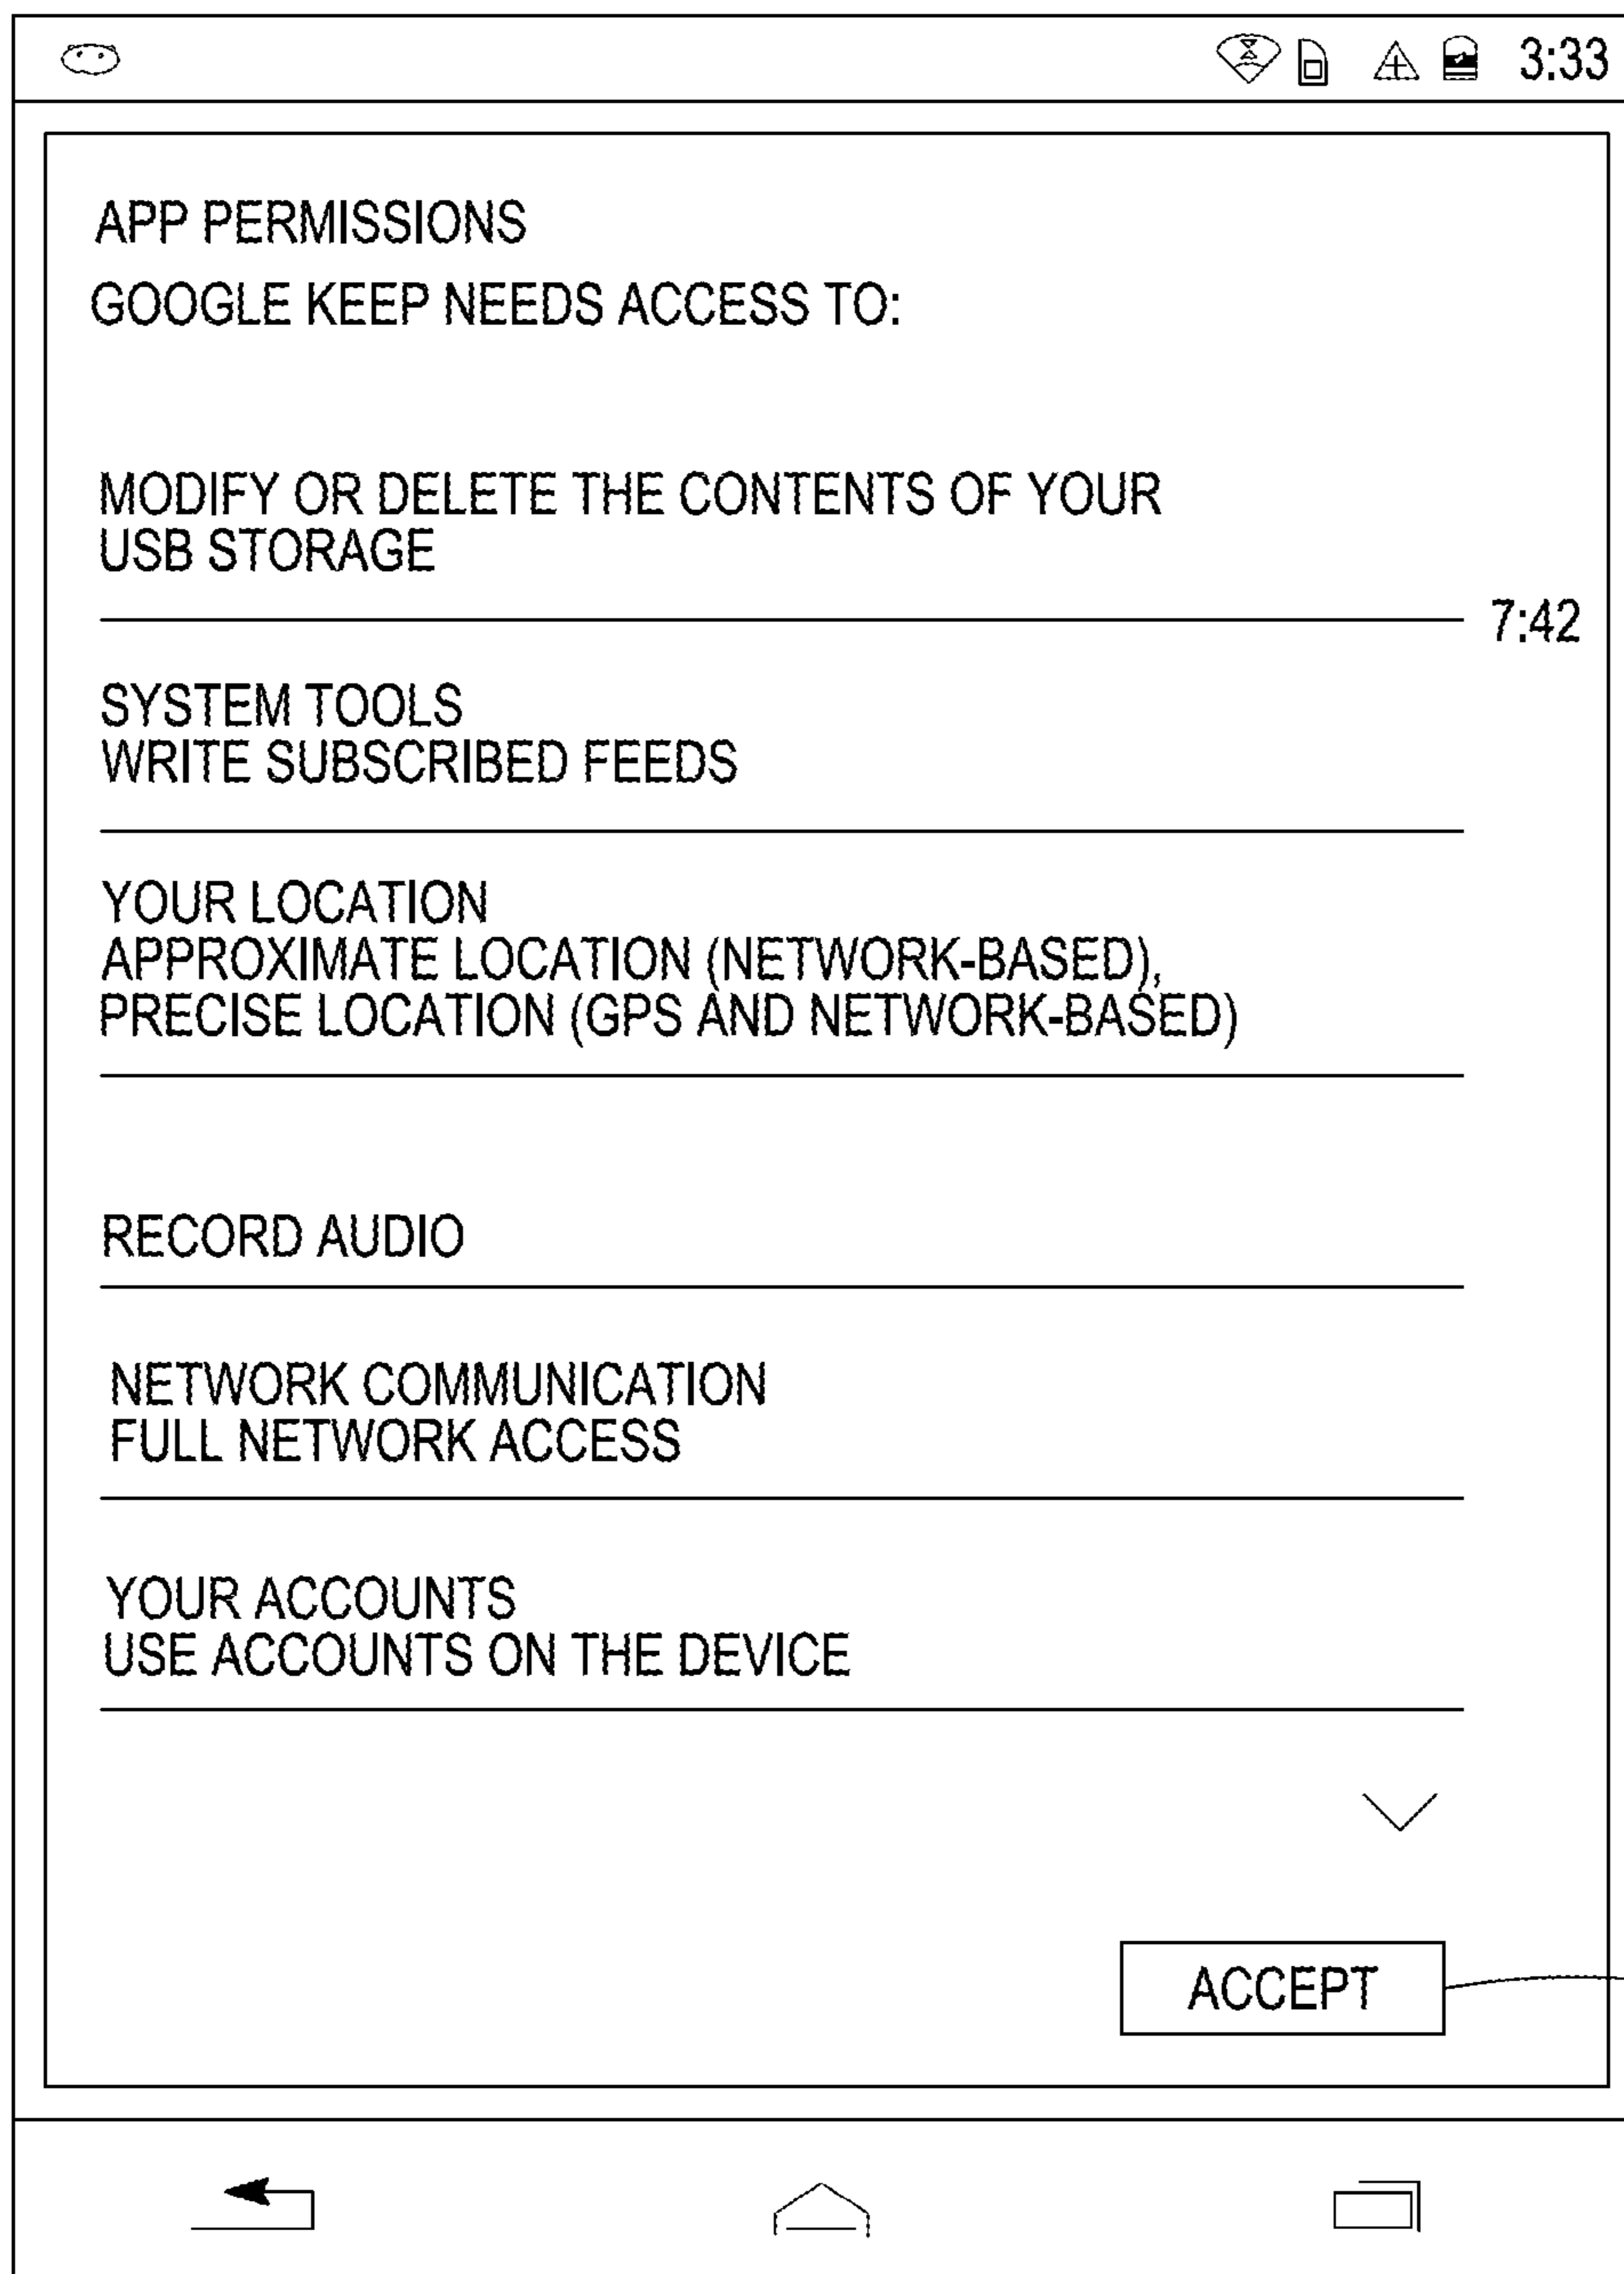 3:33
APP PERMISSIONS
GOOGLE KEEP NEEDS ACCESS TO:
MODIFY OR DELETE THE CONTENTS OF YOUR
USB STORAGE
7:42
SYSTEM TOOLS
WRITE SUBSCRIBED FEEDS
YOUR LOCATION
APPROXIMATE LOCATION (NETWORK-BASED),
PRECISE LOCATION (GPS AND NETWORK-BASED)
RECORD AUDIO
NETWORK COMMUNICATION
FULL NETWORK ACCESS
YOUR ACCOUNTS
USE ACCOUNTS ON THE DEVICE
ACCEPT